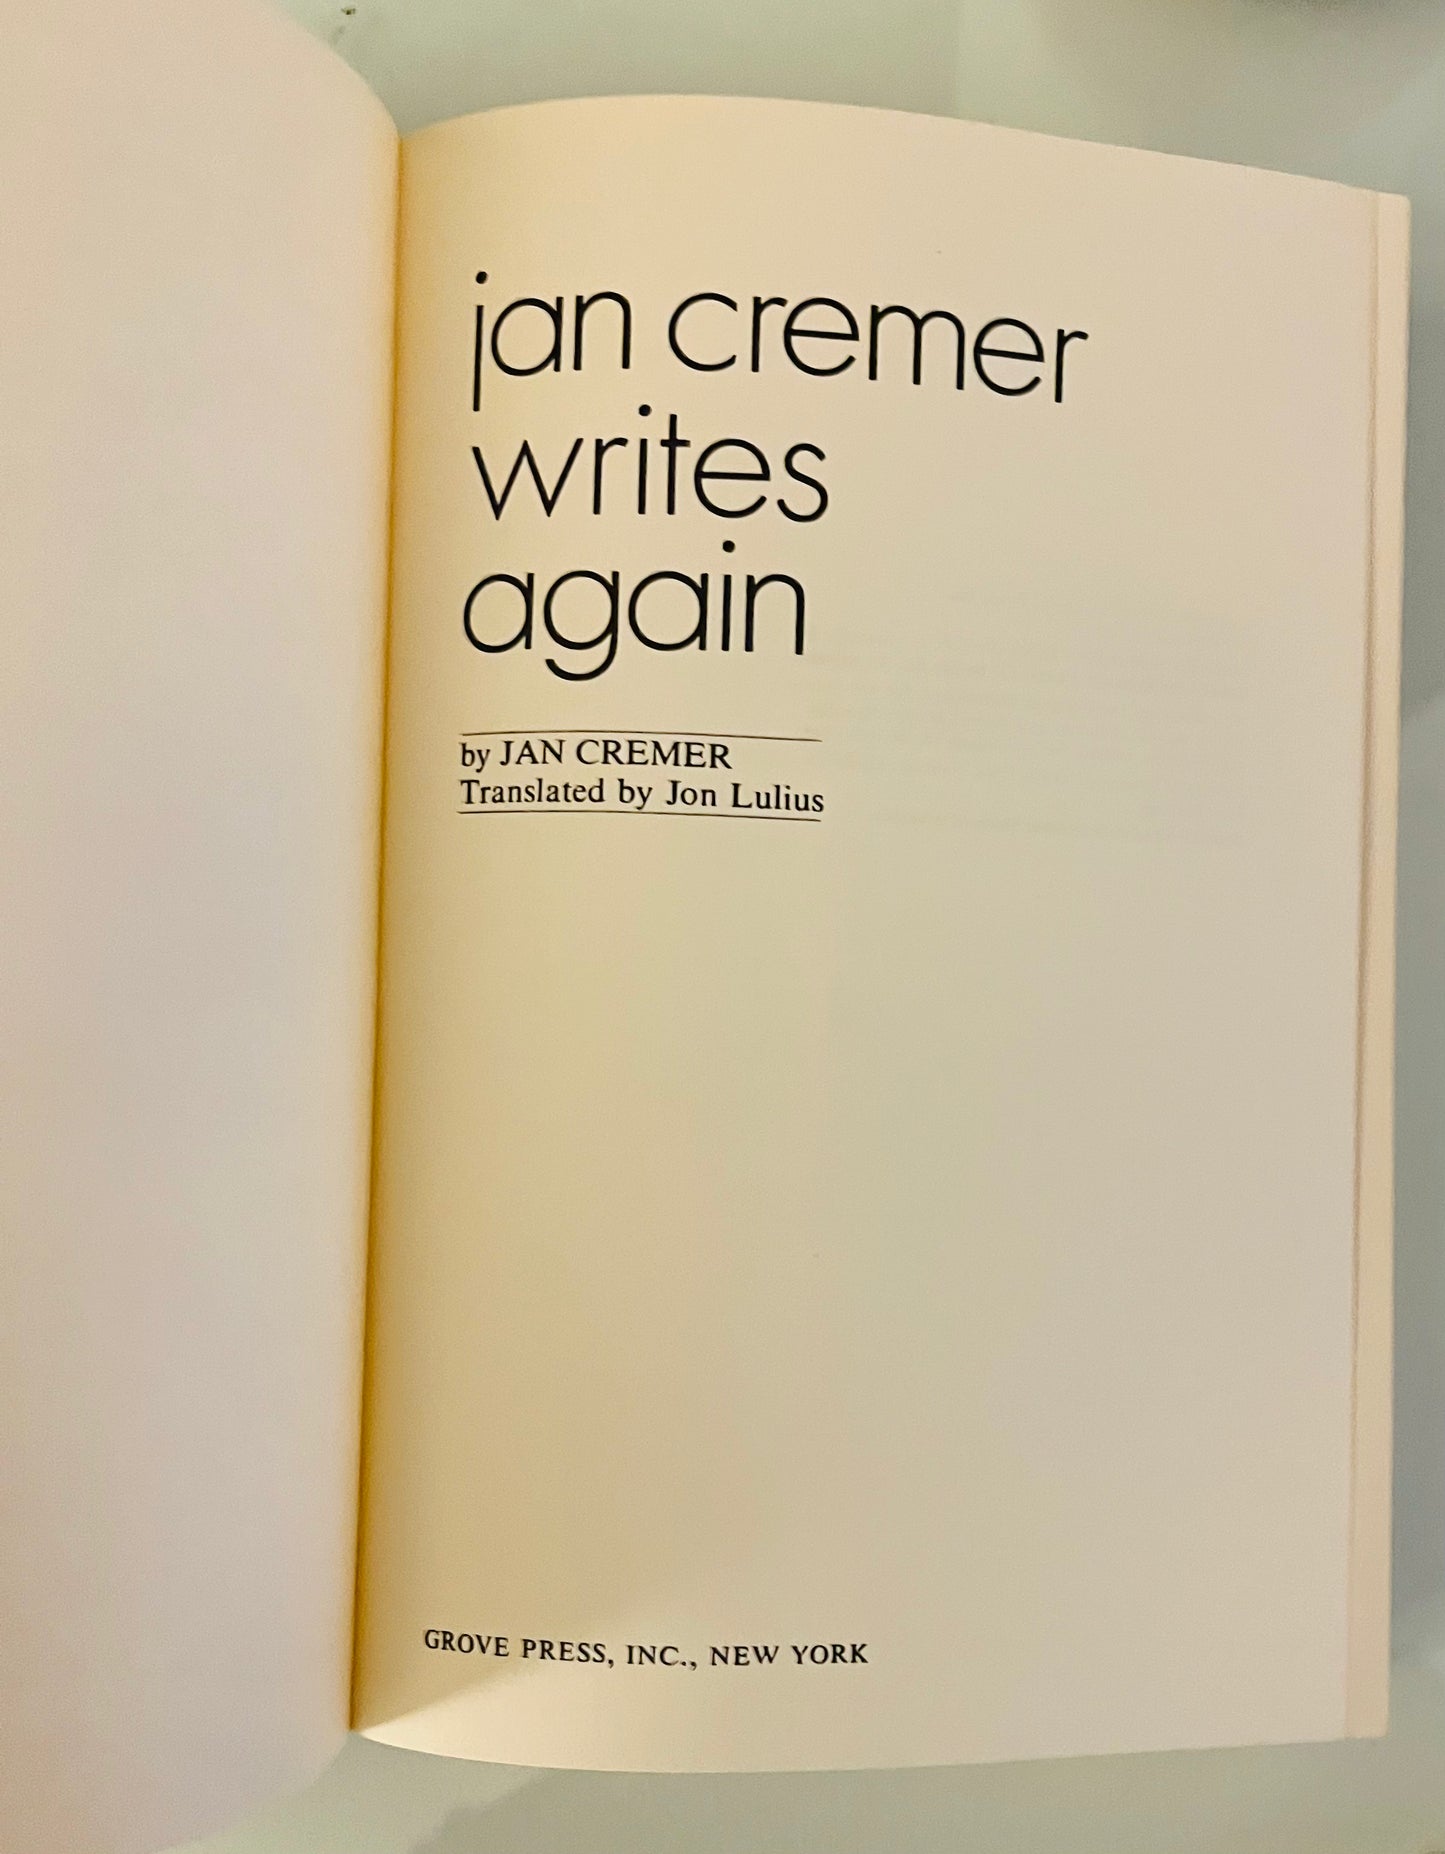 jan cremer
writes
again
by JAN CREMER
Translated by Jon Lulius
GROVE PRESS, INC., NEW YORK